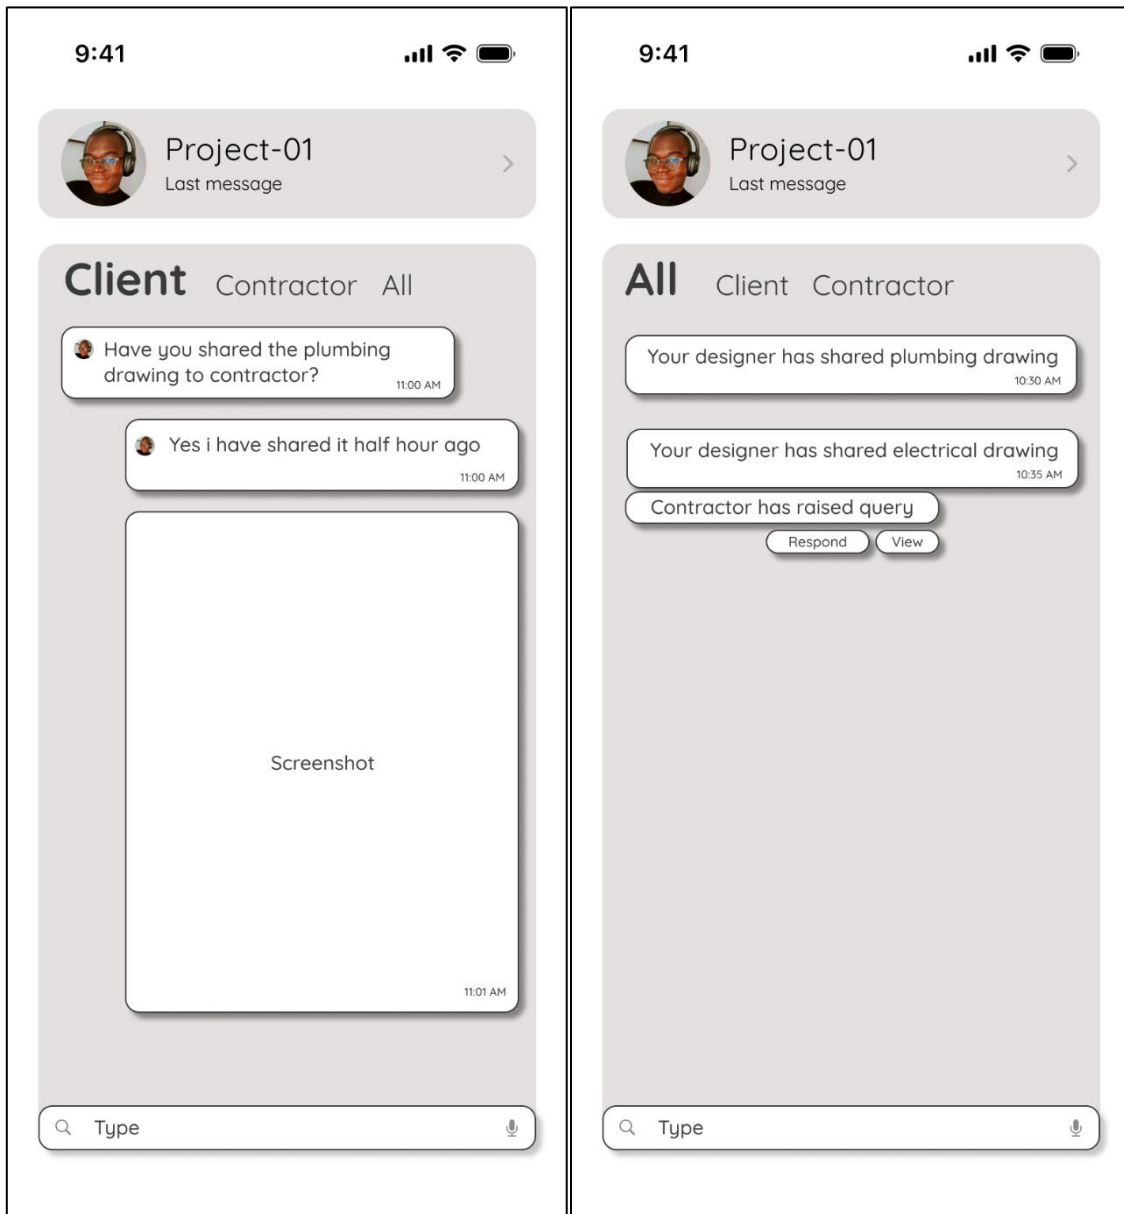 9:41
Project-01
Last message
Client Contractor All
Have you shared the plumbing
drawing to contractor?
11:00 AM
Yes i have shared it half hour ago
11:00 AM
Screenshot
11:01 AM
Type
9:41
Project-01
Last message
All Client Contractor
Your designer has shared plumbing drawing
10:30 AM
Your designer has shared electrical drawing
10:35 AM
Contractor has raised query
Respond View
Type